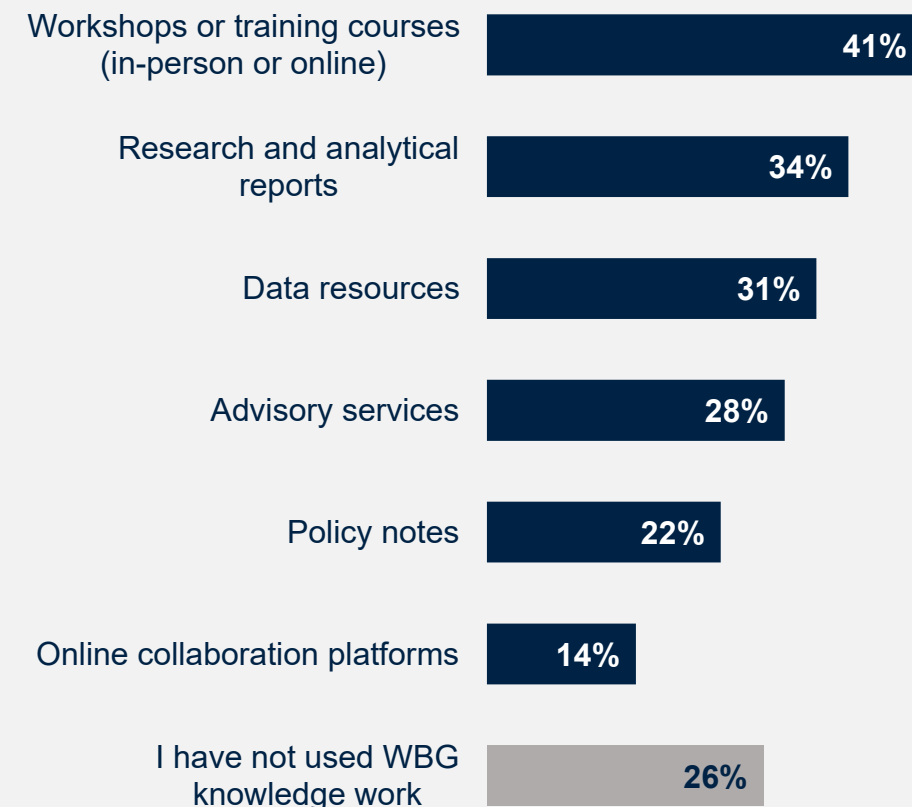 Workshops or training courses
(in-person or online)
41%
Research and analytical
reports
34%
Data resources
31%
Advisory services
28%
Policy notes
22%
Online collaboration platforms
14%
I have not used WBG
knowledge work
26%